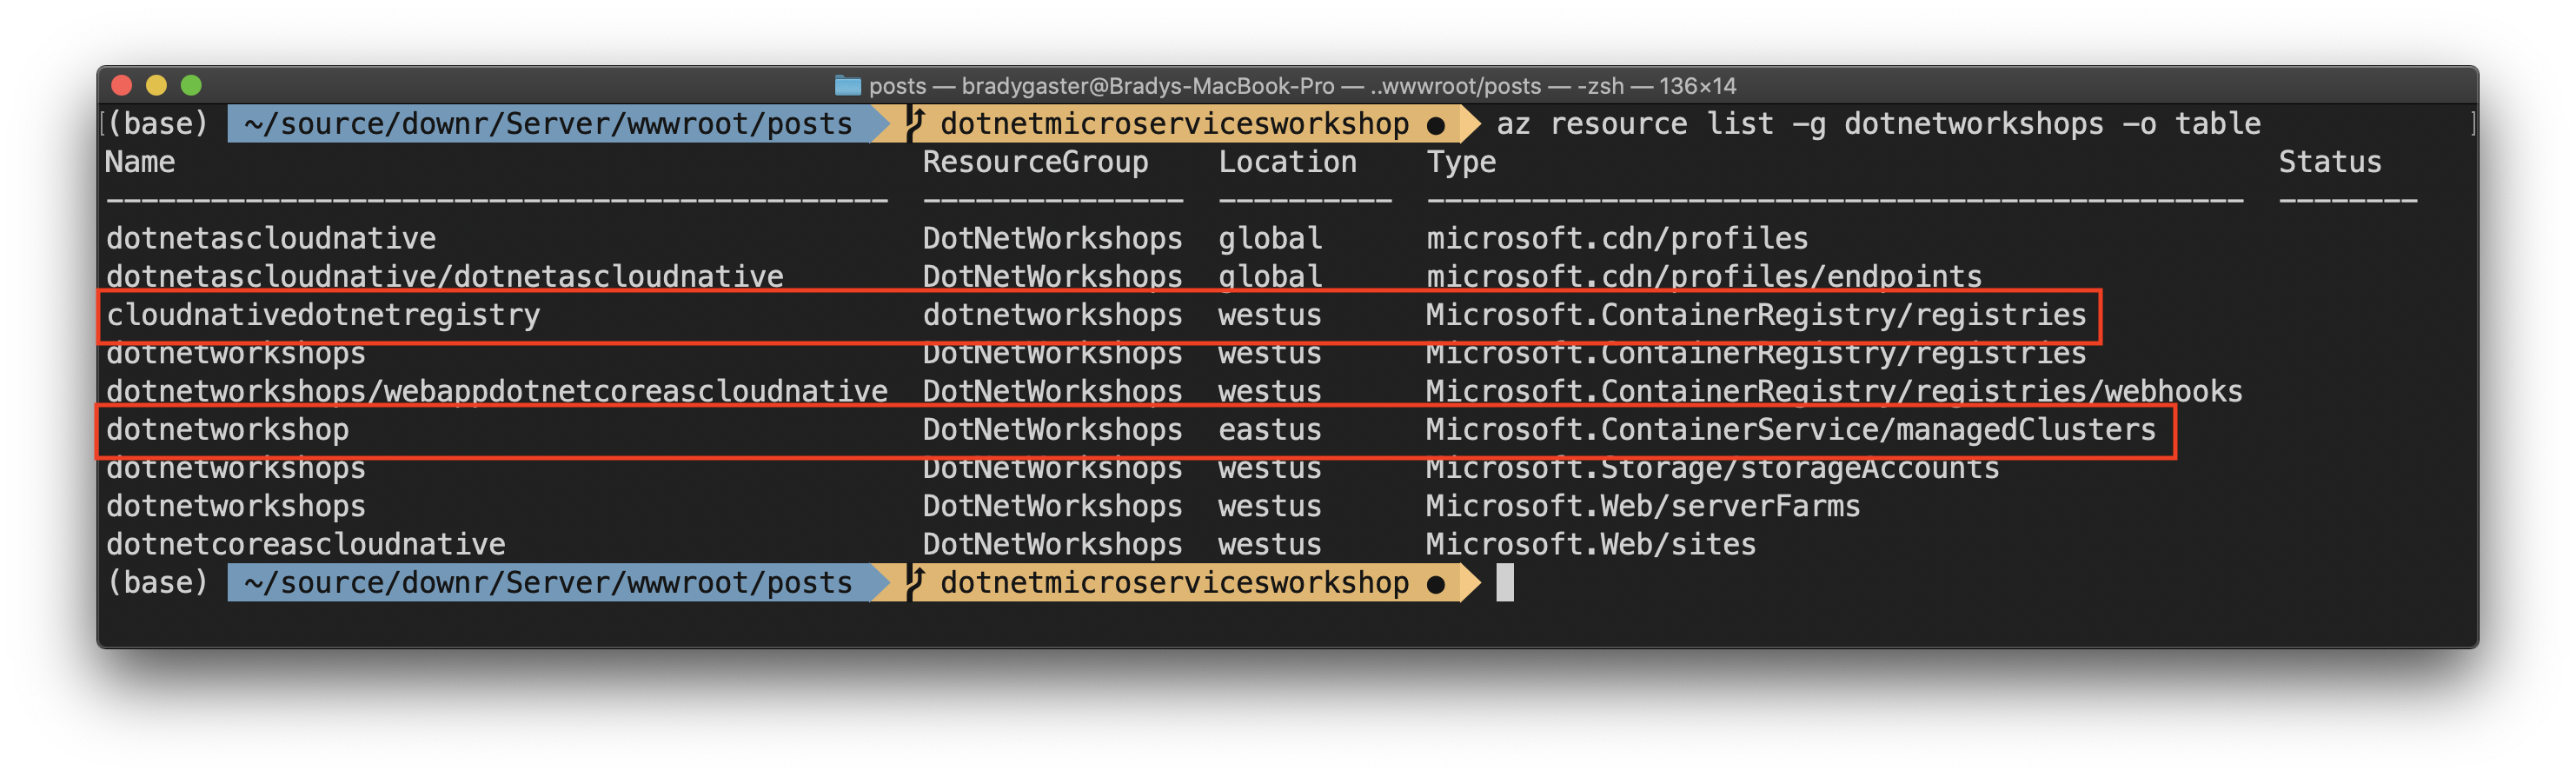 posts — bradygaster@Bradys-MacBook-Pro — ..wwwroot/posts — -zsh — 136×14
[(base) ~/source/downr/Server/wwwroot/posts dotnetmicroservicesworkshop ● az resource list -g dotnetworkshops -o table ]
Name ResourceGroup Location Type Status
--------------------------------------------- --------------- ---------- ----------------------------------------------- --------
dotnetascloudnative DotNetWorkshops global microsoft.cdn/profiles
dotnetascloudnative/dotnetascloudnative DotNetWorkshops global microsoft.cdn/profiles/endpoints
cloudnativedotnetregistry dotnetworkshops westus Microsoft.ContainerRegistry/registries
dotnetworkshops DotNetWorkshops westus Microsoft.ContainerRegistry/registries
dotnetworkshops/webappdotnetcoreascloudnative DotNetWorkshops westus Microsoft.ContainerRegistry/registries/webhooks
dotnetworkshop DotNetWorkshops eastus Microsoft.ContainerService/managedClusters
dotnetworkshops DotNetWorkshops westus Microsoft.Storage/storageAccounts
dotnetworkshops DotNetWorkshops westus Microsoft.Web/serverFarms
dotnetcoreascloudnative DotNetWorkshops westus Microsoft.Web/sites
(base) ~/source/downr/Server/wwwroot/posts dotnetmicroservicesworkshop ●